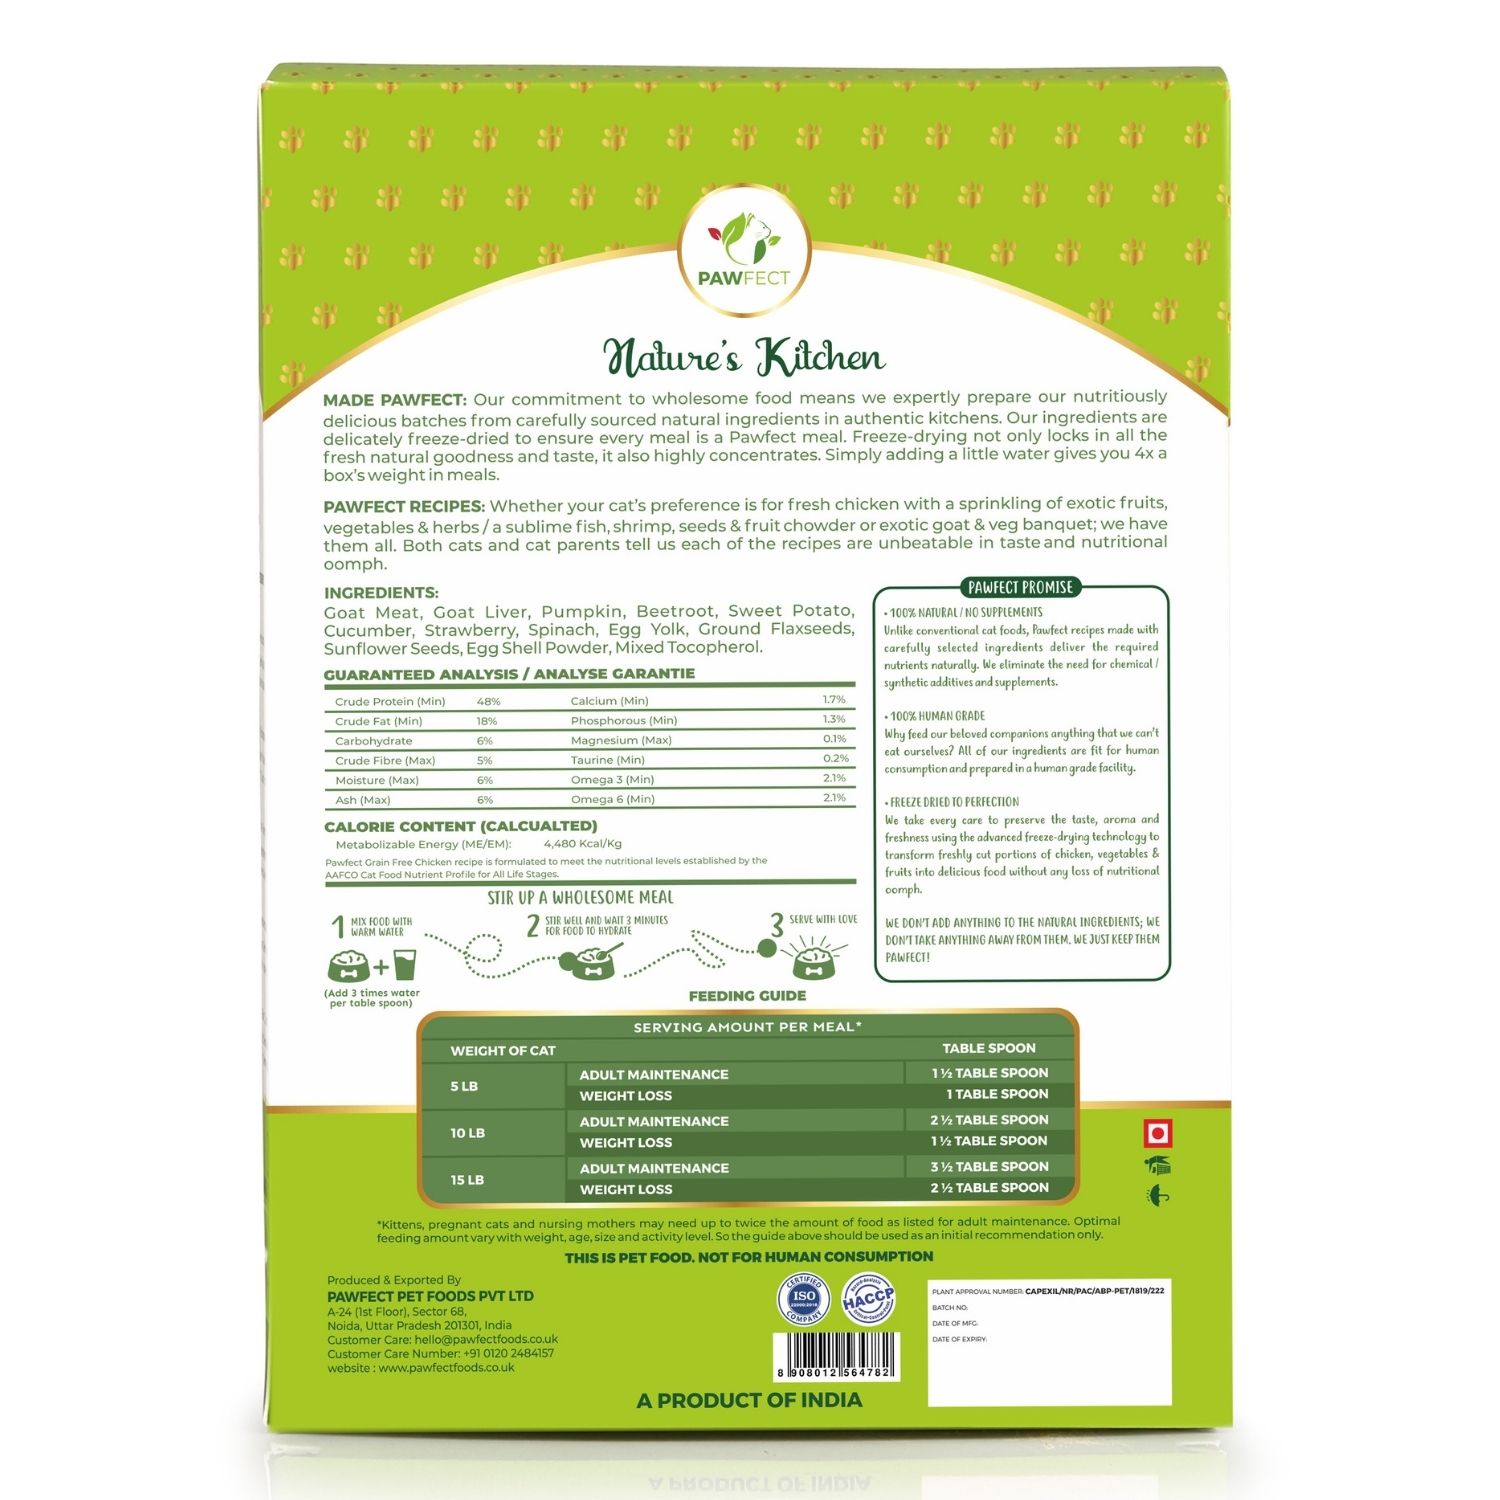 PAWFECT
Nature's Kitchen
MADE PAWFECT: Our commitment to wholesome food means we expertly prepare our nutritiously
delicious batches from carefully sourced natural ingredients in authentic kitchens. Our ingredients are
delicately freeze-dried to ensure every meal is a Pawfect meal. Freeze-drying not only locks in all the
fresh natural goodness and taste, it also highly concentrates. Simply adding a little water gives you 4x a
box's weight in meals.
PAWFECT RECIPES: Whether your cat's preference is for fresh chicken with a sprinkling of exotic fruits,
vegetables & herbs / a sublime fish, shrimp, seeds & fruit chowder or exotic goat & veg banquet; we have
them all. Both cats and cat parents tell us each of the recipes are unbeatable in taste and nutritional
oomph.
INGREDIENTS:
Goat Meat, Goat Liver, Pumpkin, Beetroot, Sweet Potato,
Cucumber, Strawberry, Spinach, Egg Yolk, Ground Flaxseeds,
Sunflower Seeds, Egg Shell Powder, Mixed Tocopherol.
GUARANTEED ANALYSIS / ANALYSE GARANTIE
Crude Protein (Min) 48% Calcium (Min) 1.7%
Crude Fat (Min) 18% Phosphorous (Min) 1.3%
Carbohydrate 6% Magnesium (Max) 0.1%
Crude Fibre (Max) 5% Taurine (Min) 0.2%
Moisture (Max) 6% Omega 3 (Min) 2.1%
Ash (Max) 6% Omega 6 (Min) 2.1%
CALORIE CONTENT (CALCUALTED)
Metabolizable Energy (ME/EM): 4,480 Kcal/Kg
Pawfect Grain Free Chicken recipe is formulated to meet the nutritional levels established by the
AAFCO Cat Food Nutrient Profile for All Life Stages.
PAWFECT PROMISE
• 100% NATURAL / NO SUPPLEMENTS
Unlike conventional cat foods, Pawfect recipes made with
carefully selected ingredients deliver the required
nutrients naturally. We eliminate the need for chemical /
synthetic additives and supplements.
• 100% HUMAN GRADE
Why feed our beloved companions anything that we can't
eat ourselves? All of our ingredients are fit for human
consumption and prepared in a human grade facility.
• FREEZE DRIED TO PERFECTION
We take every care to preserve the taste, aroma and
freshness using the advanced freeze-drying technology to
transform freshly cut portions of chicken, vegetables &
fruits into delicious food without any loss of nutritional
oomph.
WE DON'T ADD ANYTHING TO THE NATURAL INGREDIENTS; WE
DON'T TAKE ANYTHING AWAY FROM THEM. WE JUST KEEP THEM
PAWFECT!
STIR UP A WHOLESOME MEAL
1 MIX FOOD WITH
WARM WATER
2 STIR WELL AND WAIT 3 MINUTES
FOR FOOD TO HYDRATE
3 SERVE WITH LOVE
+
(Add 3 times water
per table spoon)
FEEDING GUIDE
SERVING AMOUNT PER MEAL*
WEIGHT OF CAT TABLE SPOON
5 LB ADULT MAINTENANCE 1 ½ TABLE SPOON
WEIGHT LOSS 1 TABLE SPOON
10 LB ADULT MAINTENANCE 2 ½ TABLE SPOON
WEIGHT LOSS 1 ½ TABLE SPOON
15 LB ADULT MAINTENANCE 3 ½ TABLE SPOON
WEIGHT LOSS 2 ½ TABLE SPOON
*Kittens, pregnant cats and nursing mothers may need up to twice the amount of food as listed for adult maintenance. Optimal
feeding amount vary with weight, age, size and activity level. So the guide above should be used as an initial recommendation only.
THIS IS PET FOOD. NOT FOR HUMAN CONSUMPTION
Produced & Exported By
PAWFECT PET FOODS PVT LTD
A-24 (1st Floor), Sector 68,
Noida, Uttar Pradesh 201301, India
Customer Care: hello@pawfectfoods.co.uk
Customer Care Number: +91 0120 2484157
website : www.pawfectfoods.co.uk
CERTIFIED
ISO
22000:2018
COMPANY
Hazard-Analysis
HACCP
8 908012 564782
A PRODUCT OF INDIA
PLANT APPROVAL NUMBER: CAPEXIL/NR/PAC/ABP-PET/1819/222
BATCH NO:
DATE OF MFG:
DATE OF EXPIRY: